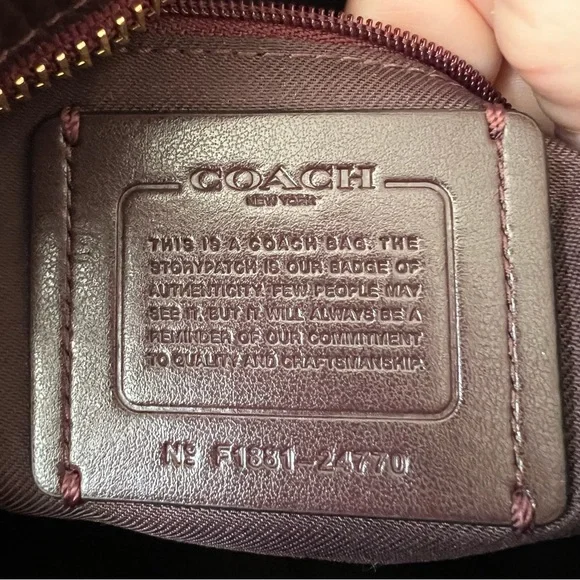 COACH
NEW YORK
THIS IS A COACH BAG. THE
STORYPATCH IS OUR BADGE OF
AUTHENTICITY. FEW PEOPLE MAY
SEE IT, BUT IT WILL ALWAYS BE A
REMINDER OF OUR COMMITMENT
TO QUALITY AND CRAFTSMANSHIP.
Nº F1881-24770